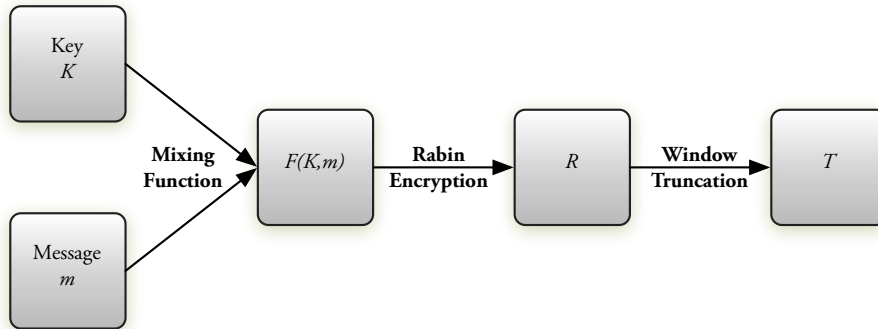 Key
K
Mixing
Function
Message
m
F(K,m)
Rabin
Encryption
R
Window
Truncation
T